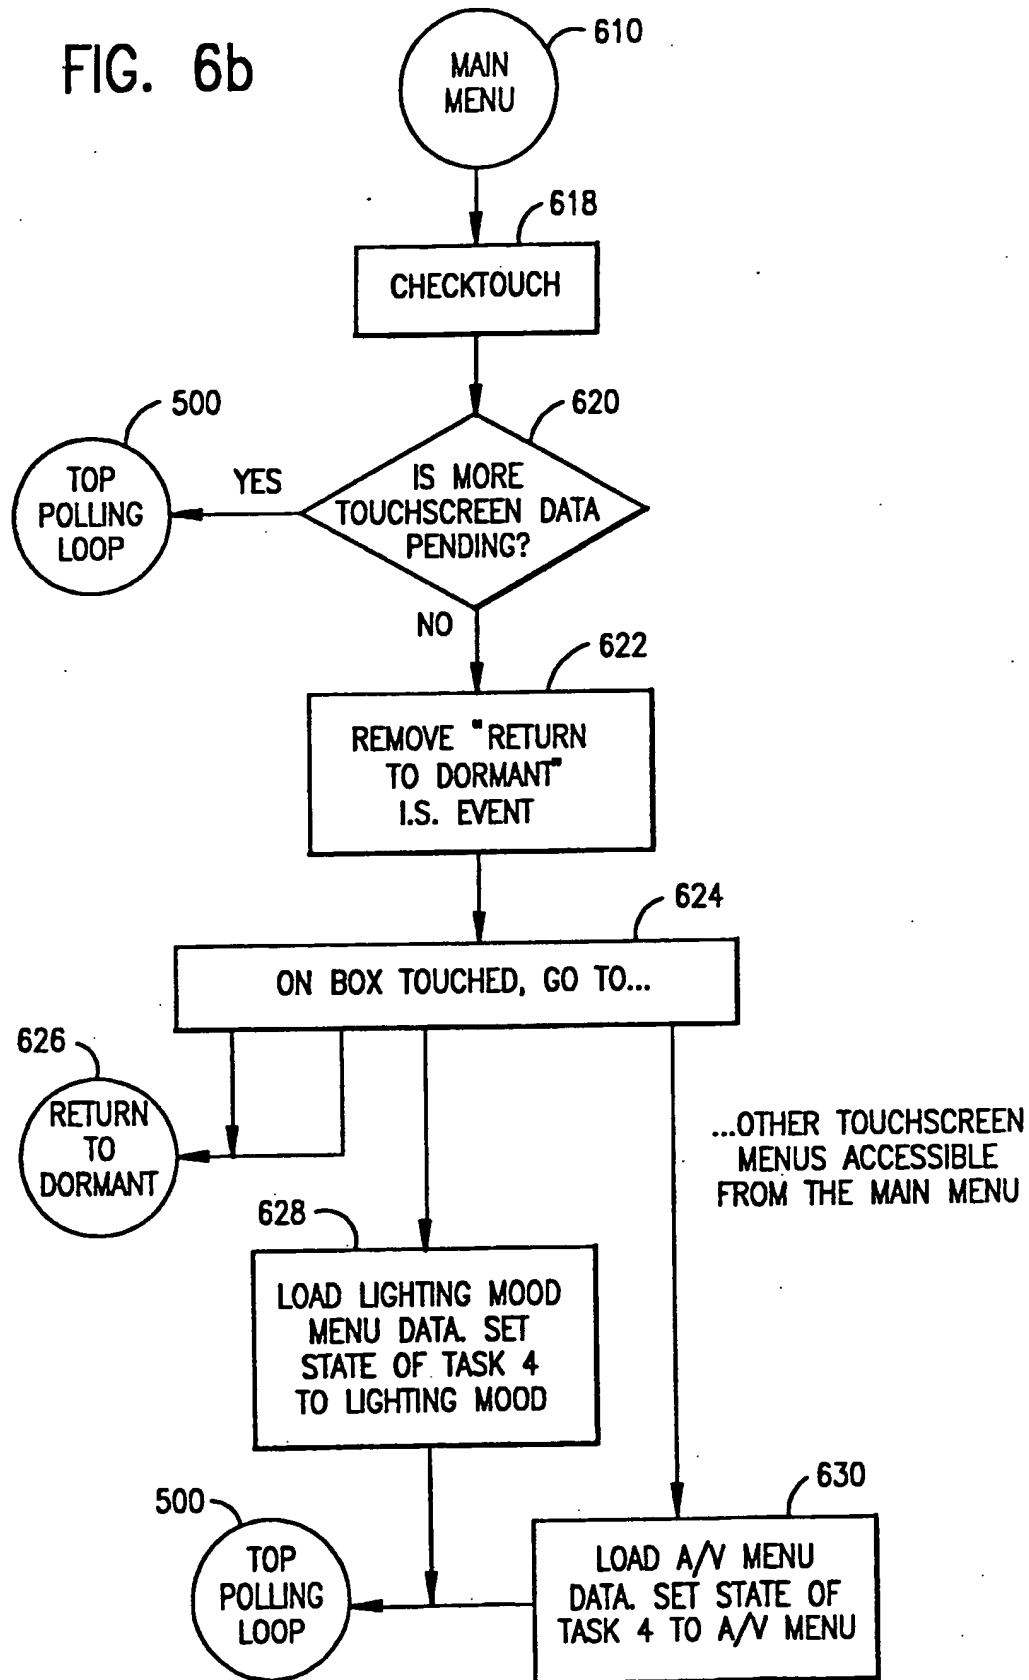 FIG. 6b
610
MAIN
MENU
618
CHECKTOUCH
500
620
TOP
POLLING
LOOP
YES
IS MORE
TOUCHSCREEN DATA
PENDING?
NO
622
REMOVE "RETURN
TO DORMANT"
I.S. EVENT
624
ON BOX TOUCHED, GO TO...
626
RETURN
TO
DORMANT
...OTHER TOUCHSCREEN
MENUS ACCESSIBLE
FROM THE MAIN MENU
628
LOAD LIGHTING MOOD
MENU DATA. SET
STATE OF TASK 4
TO LIGHTING MOOD
500
TOP
POLLING
LOOP
630
LOAD A/V MENU
DATA. SET STATE OF
TASK 4 TO A/V MENU